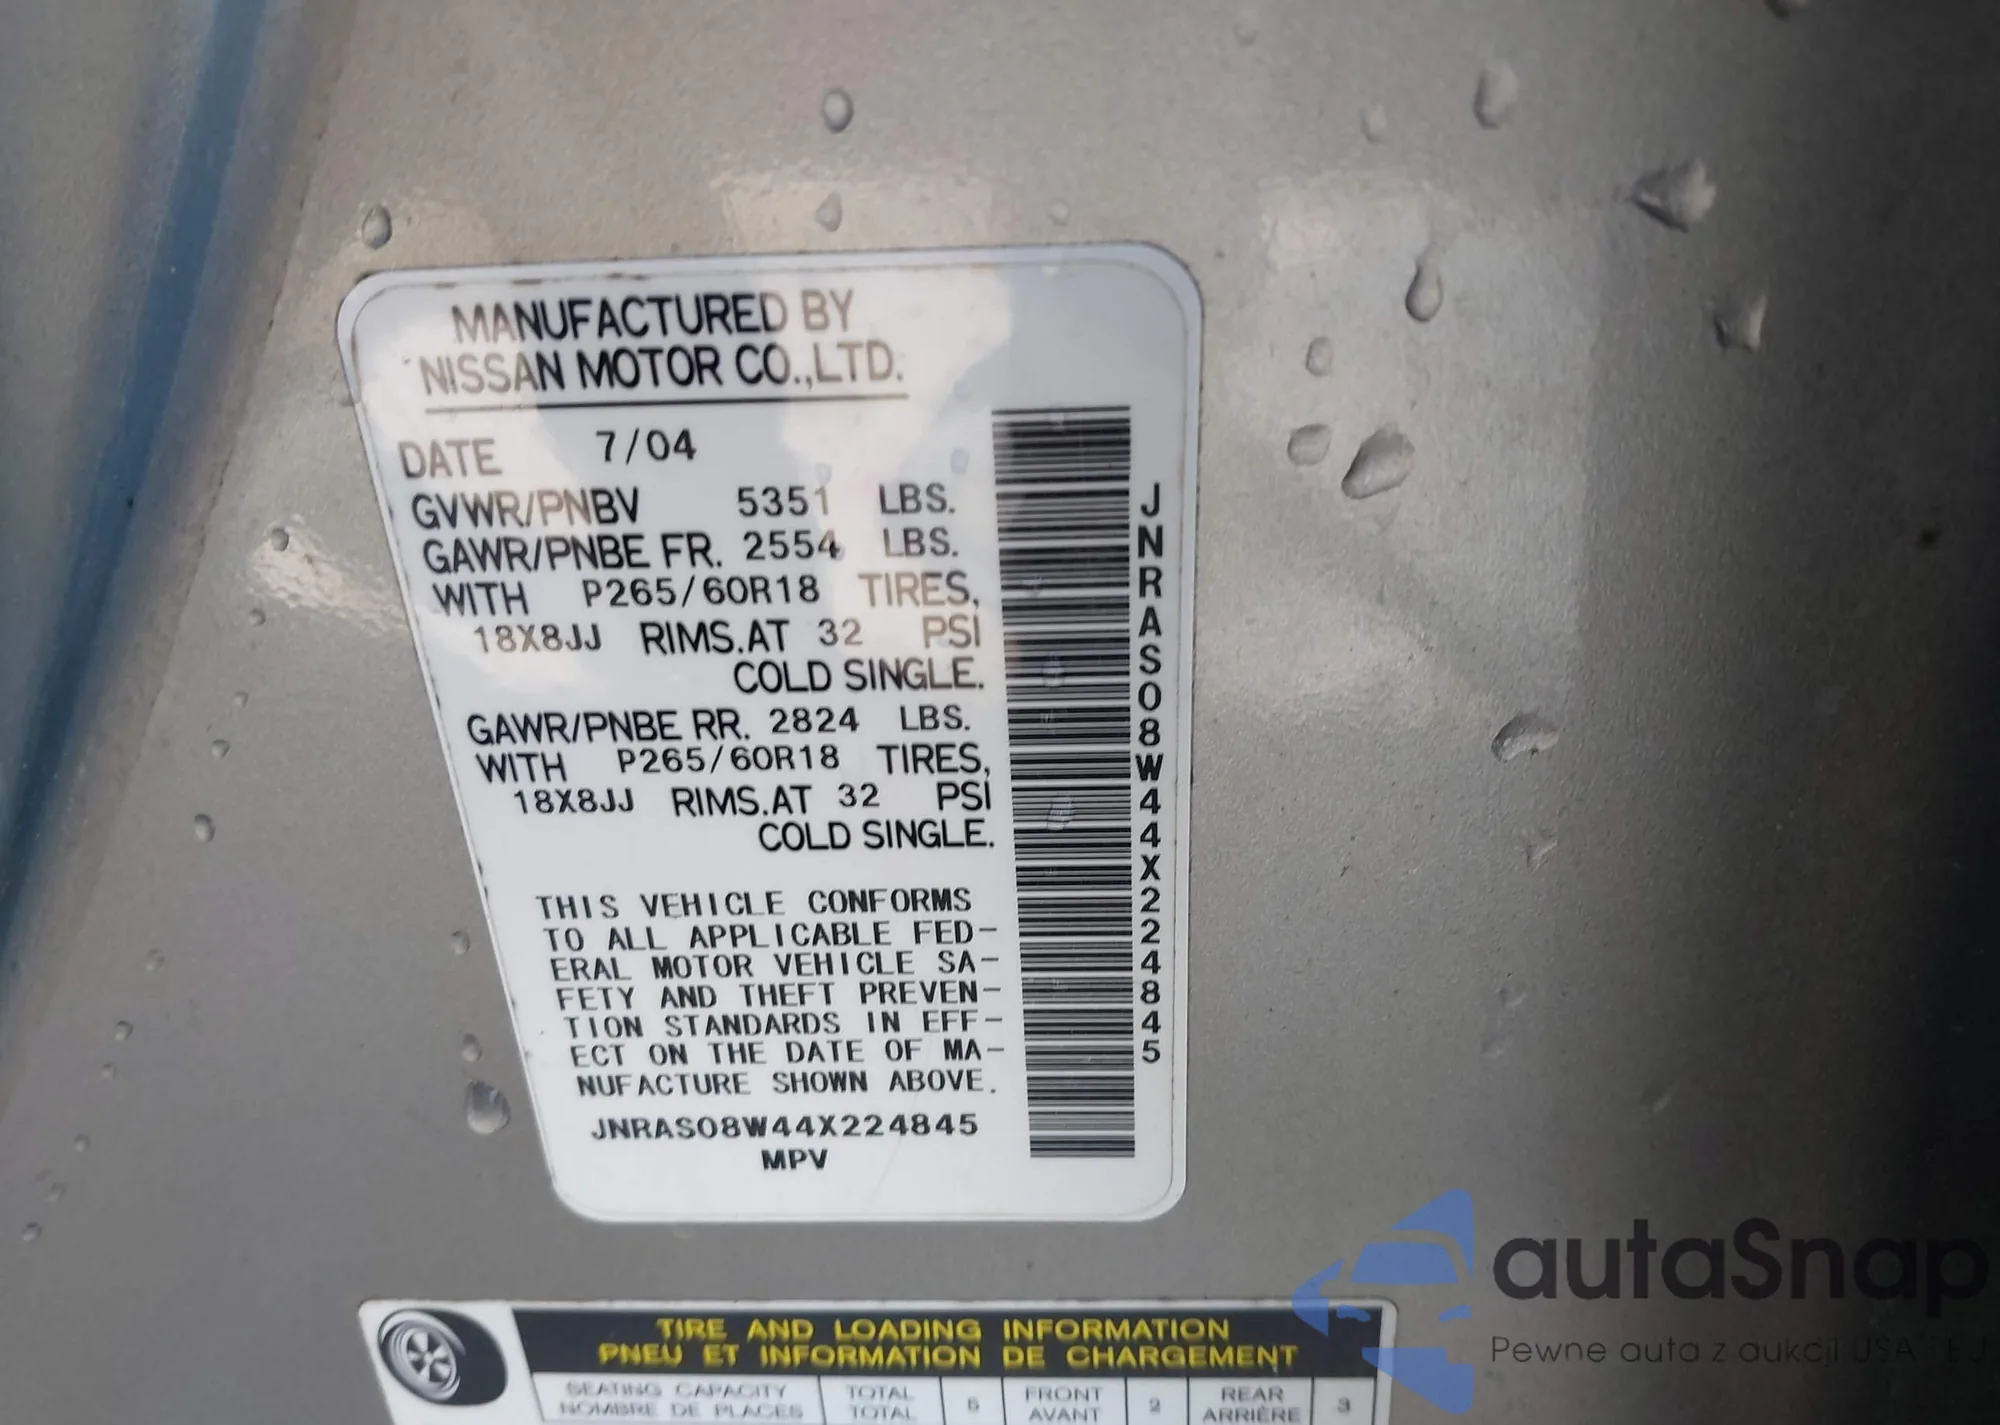 MANUFACTURED BY
NISSAN MOTOR CO.,LTD.
DATE 7/04
GVWR/PNBV 5351 LBS.
GAWR/PNBE FR. 2554 LBS.
WITH P265/60R18 TIRES,
18X8JJ RIMS.AT 32 PSI
COLD SINGLE.
GAWR/PNBE RR. 2824 LBS.
WITH P265/60R18 TIRES,
18X8JJ RIMS.AT 32 PSI
COLD SINGLE.
THIS VEHICLE CONFORMS
TO ALL APPLICABLE FED-
ERAL MOTOR VEHICLE SA-
FETY AND THEFT PREVEN-
TION STANDARDS IN EFF-
ECT ON THE DATE OF MA-
NUFACTURE SHOWN ABOVE.
JNRAS08W44X224845
MPV
JNRAS08W44X224845
TIRE AND LOADING INFORMATION
PNEU ET INFORMATION DE CHARGEMENT
SEATING CAPACITY TOTAL 5 FRONT 2 REAR 3
NOMBRE DE PLACES TOTAL AVANT ARRIÈRE
autaSnap
Pewne auta z aukcji USA i EU